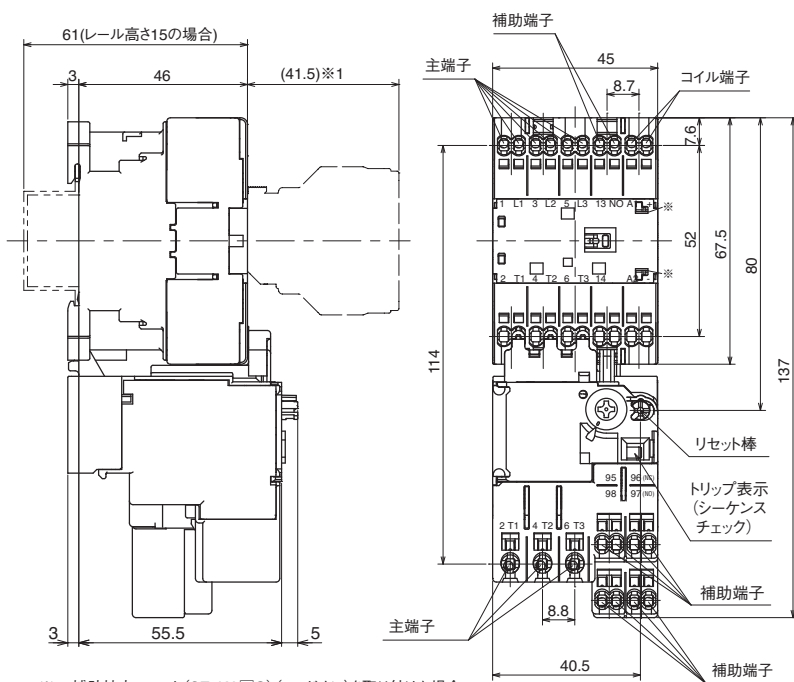 61(レール高さ15の場合)
3
46
(41.5)※1
補助端子
主端子
45
8.7
コイル端子
7.6
52
67.5
80
137
114
1 L1 3 L2 5 L3 13 NO A1
※
2 T1 4 T2 6 T3 14 A2
※
リセット棒
トリップ表示
(シーケンス
チェック)
95 96(NC)
98 97(NO)
2 T1 4 T2 6 T3
補助端子
主端子
8.8
40.5
補助端子
3
55.5
5